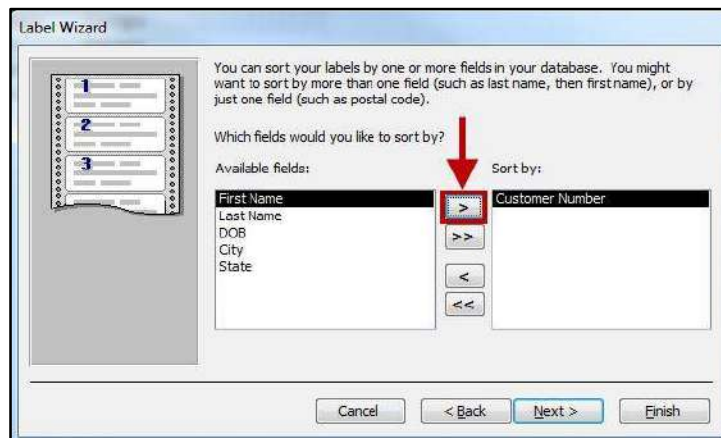 Label Wizard
1
2
3
You can sort your labels by one or more fields in your database. You might
want to sort by more than one field (such as last name, then first name), or by
just one field (such as postal code).
Which fields would you like to sort by?
Available fields:
Sort by:
First Name
Last Name
DOB
City
State
>
>>
<
<<
Customer Number
Cancel
< Back
Next >
Finish